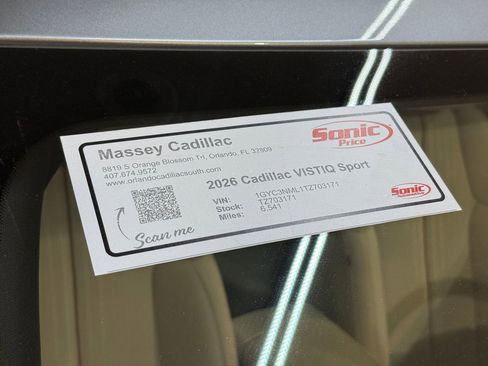 Massey Cadillac
8819 S Orange Blossom Trl, Orlando, FL 32809
407.674.9572
www.orlandocadillacsouth.com
Sonic
Price
2026 Cadillac VISTIQ Sport
VIN: 1GYC3NML1TZ703171
Stock: TZ703171
Miles: 6,541
Scan me
Sonic